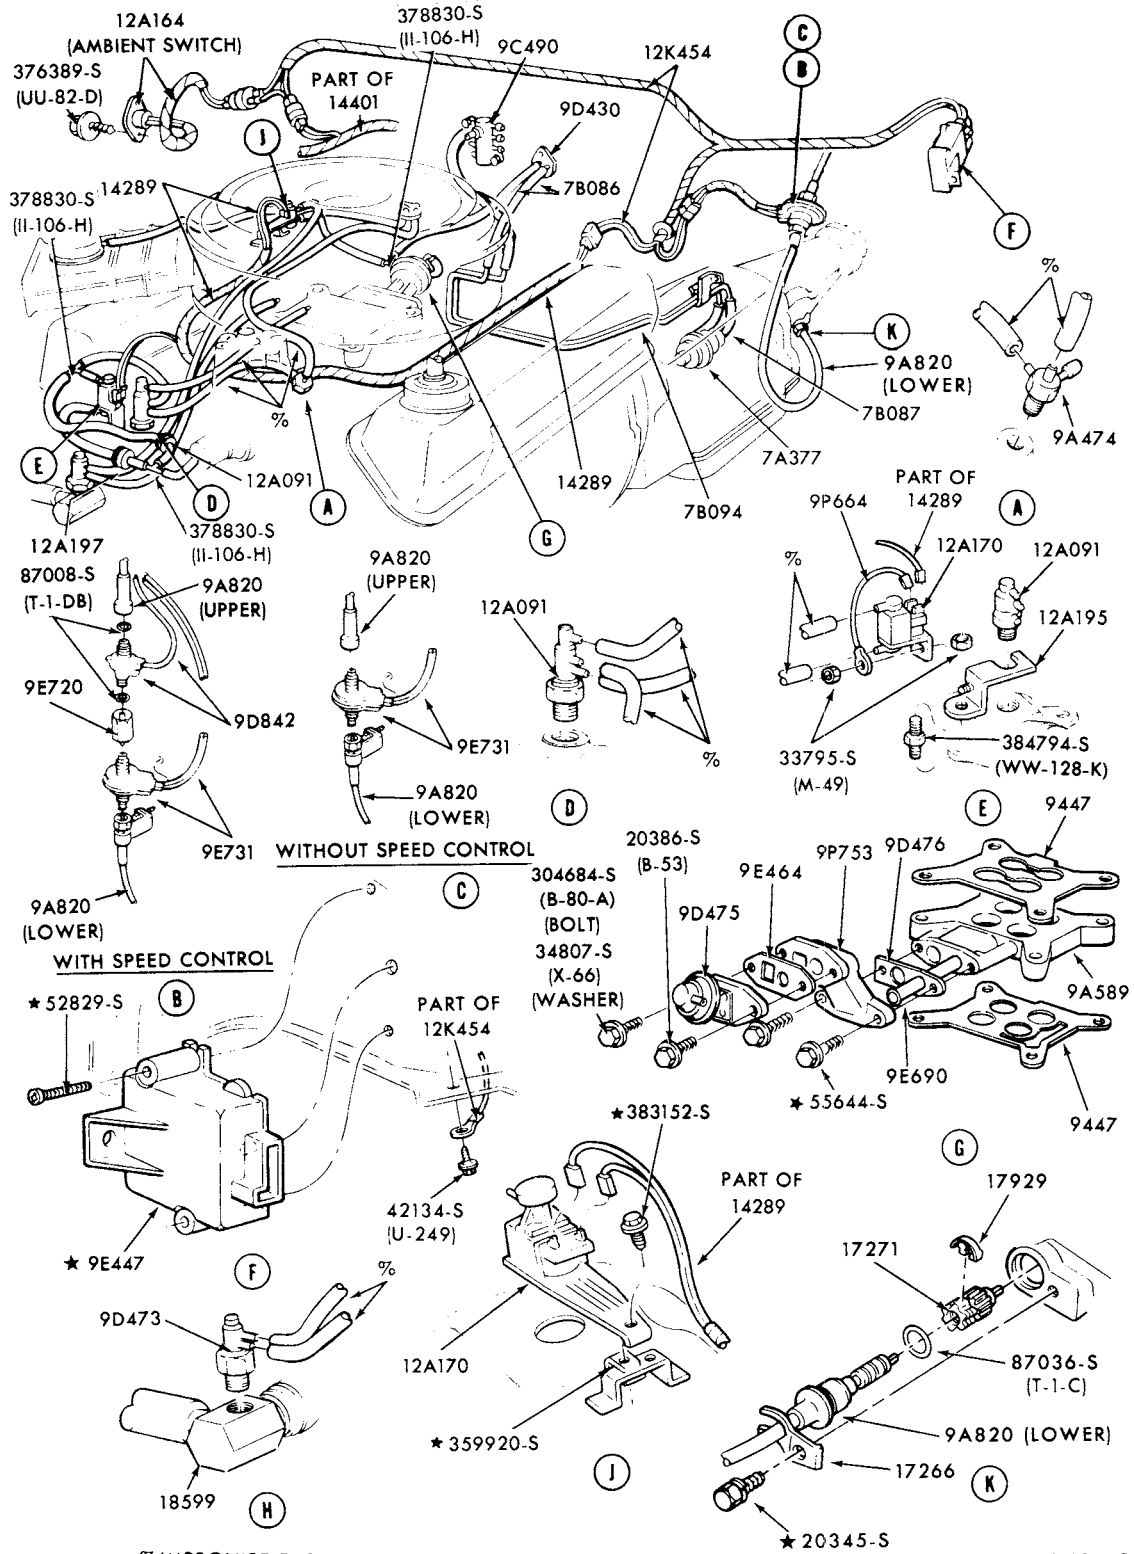 12A164
(AMBIENT SWITCH)
376389-S
(UU-82-D)
378830-S
(II-106-H)
9C490
PART OF
14401
9D430
7B086
12K454
C
B
F
J
378830-S
(II-106-H)
14289
%
K
9A820
(LOWER)
7B087
7A377
7B094
14289
G
A
%
12A091
D
E
378830-S
(II-106-H)
12A197
%
9A474
A
87008-S
(T-1-DB)
9A820
(UPPER)
9E720
9D842
9E731
9A820
(LOWER)
WITH SPEED CONTROL
B
9A820
(UPPER)
9E731
9A820
(LOWER)
WITHOUT SPEED CONTROL
C
12A091
%
D
9P664
PART OF
14289
%
12A170
12A091
12A195
33795-S
(M-49)
384794-S
(WW-128-K)
E
304684-S
(B-80-A)
(BOLT)
34807-S
(X-66)
(WASHER)
20386-S
(B-53)
9D475
9E464
9P753
9D476
9447
9A589
9E690
★ 55644-S
9447
G
★ 52829-S
PART OF
12K454
42134-S
(U-249)
★ 9E447
F
9D473
%
18599
H
★ 383152-S
PART OF
14289
12A170
★ 359920-S
J
17929
17271
87036-S
(T-1-C)
9A820 (LOWER)
17266
K
★ 20345-S